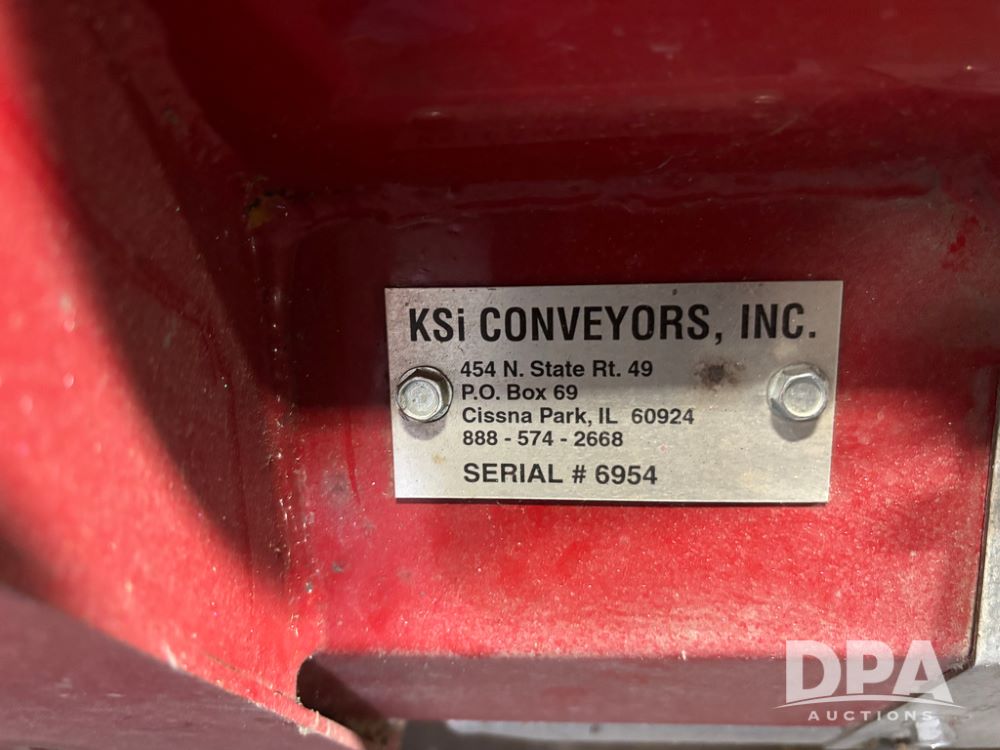 KSi CONVEYORS, INC.
454 N. State Rt. 49
P.O. Box 69
Cissna Park, IL 60924
888 - 574 - 2668
SERIAL # 6954
DPA
AUCTIONS